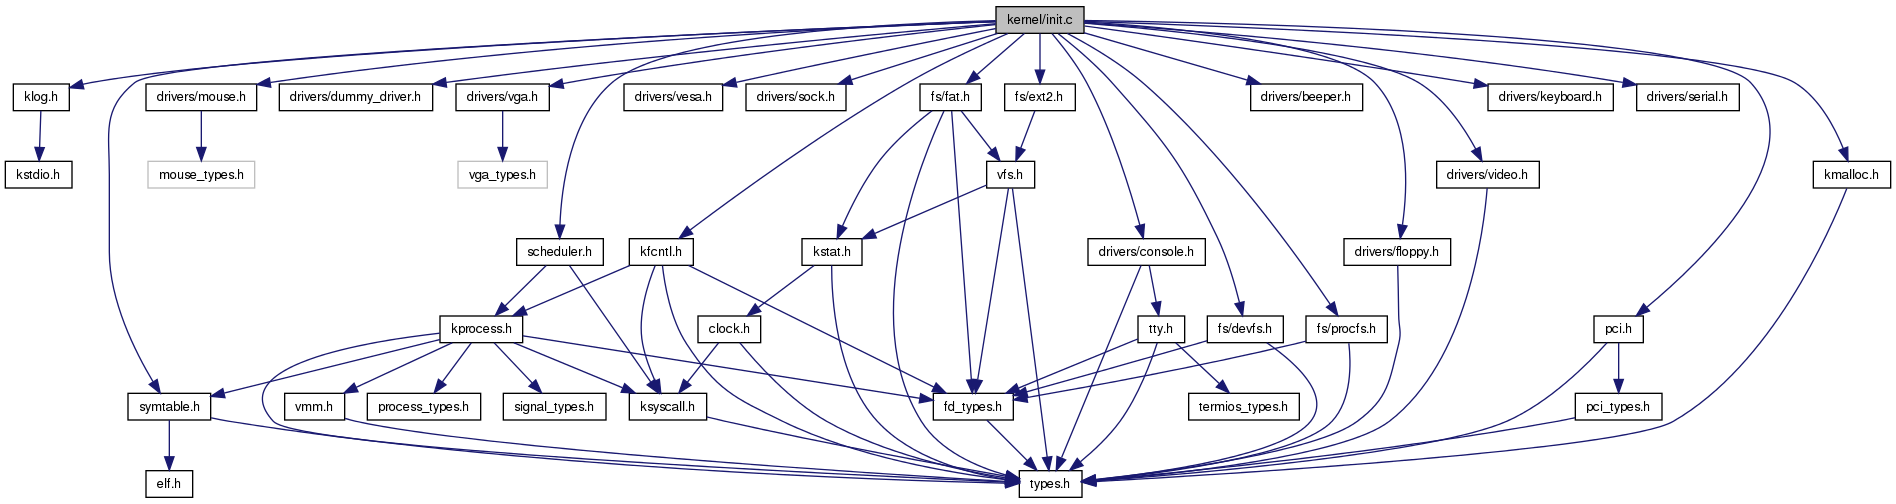 kernel/init.c
klog.h
drivers/mouse.h
drivers/dummy_driver.h
drivers/vga.h
drivers/vesa.h
drivers/sock.h
fs/fat.h
fs/ext2.h
drivers/beeper.h
drivers/keyboard.h
drivers/serial.h
kstdio.h
mouse_types.h
vga_types.h
vfs.h
drivers/video.h
kmalloc.h
scheduler.h
kfcntl.h
kstat.h
drivers/console.h
drivers/floppy.h
kprocess.h
clock.h
tty.h
fs/devfs.h
fs/procfs.h
pci.h
symtable.h
vmm.h
process_types.h
signal_types.h
ksyscall.h
fd_types.h
termios_types.h
pci_types.h
elf.h
types.h